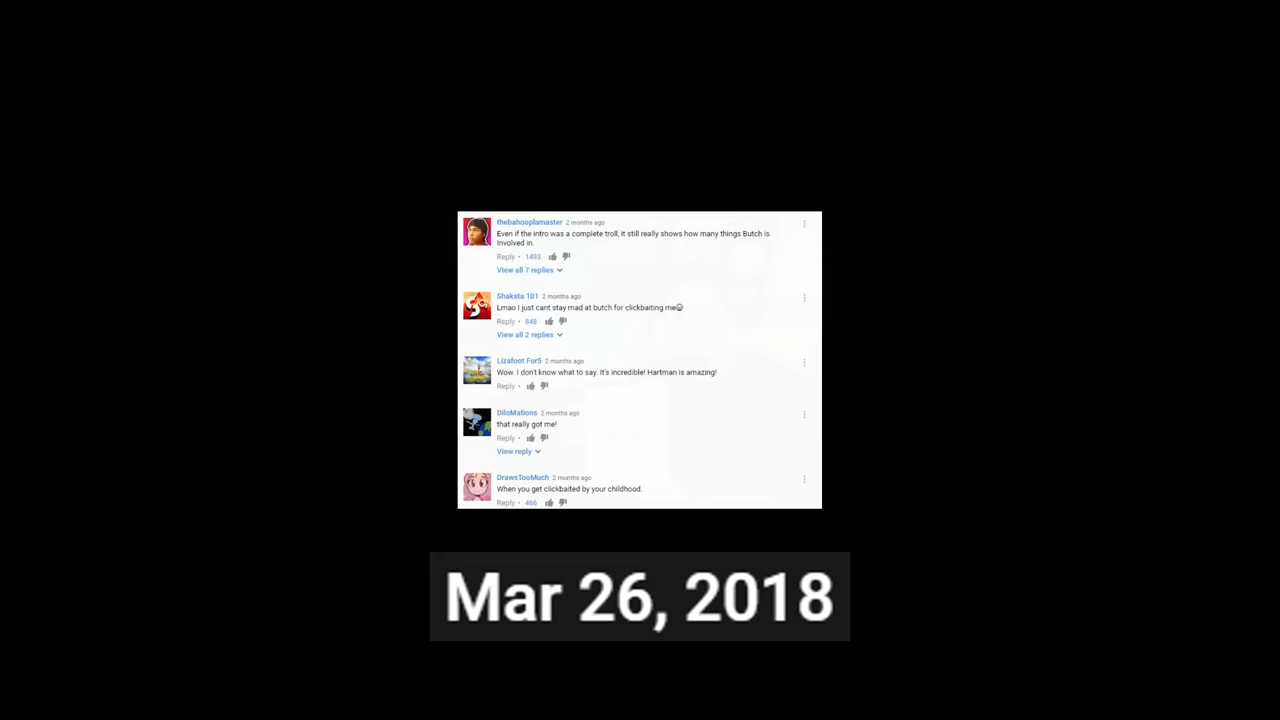 thebahooplamaster 2 months ago
Even if the intro was a complete troll, it still really shows how many things Butch is
Involved in.
Reply • 1493
View all 7 replies
Shaksta 101 2 months ago
Lmao I just cant stay mad at butch for clickbaiting me😂
Reply • 848
View all 2 replies
Lizafoot For5 2 months ago
Wow. I don't know what to say. It's incredible! Hartman is amazing!
Reply •
DiloMations 2 months ago
that really got me!
Reply •
View reply
DrawsTooMuch 2 months ago
When you get clickbaited by your childhood.
Reply • 466
Mar 26, 2018